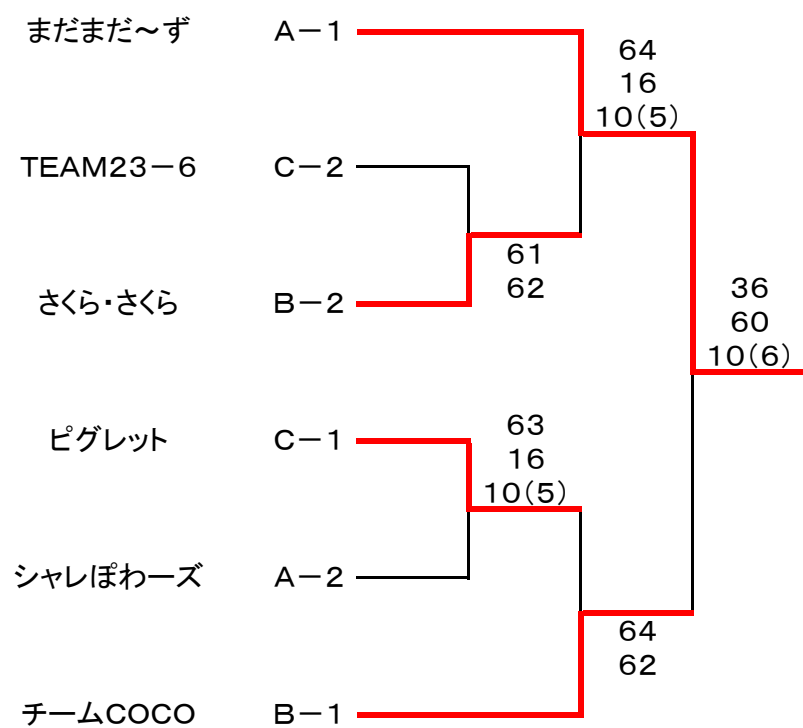 まだまだ～ず A－1
64
16
10(5)
TEAM23－6 C－2
61
62
さくら・さくら B－2
36
60
10(6)
ピグレット C－1
63
16
10(5)
シャレぽわーズ A－2
64
62
チームCOCO B－1